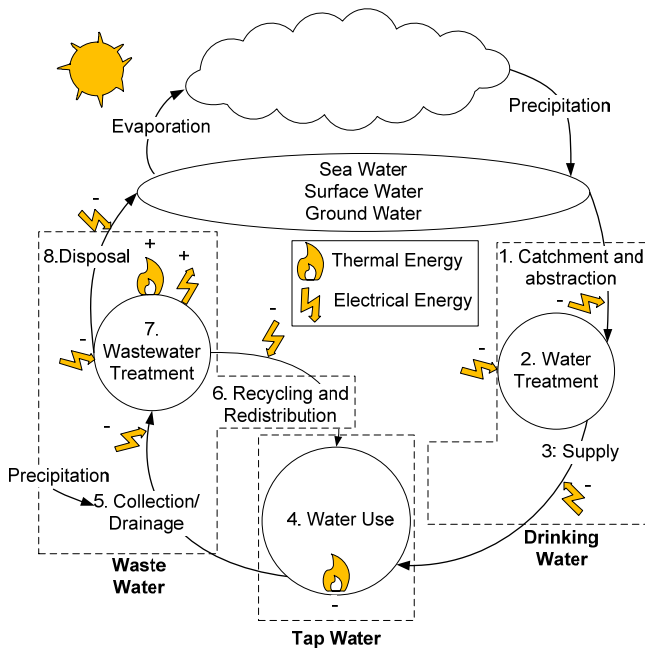 Evaporation
Precipitation
Sea Water
Surface Water
Ground Water
-
8.Disposal
+
+
Thermal Energy
Electrical Energy
1. Catchment and
abstraction
-
-
7.
Wastewater
Treatment
-
2. Water
Treatment
-
6. Recycling and
Redistribution
-
3: Supply
Precipitation
5. Collection/
Drainage
4. Water Use
-
-
Drinking
Water
Waste
Water
Tap Water